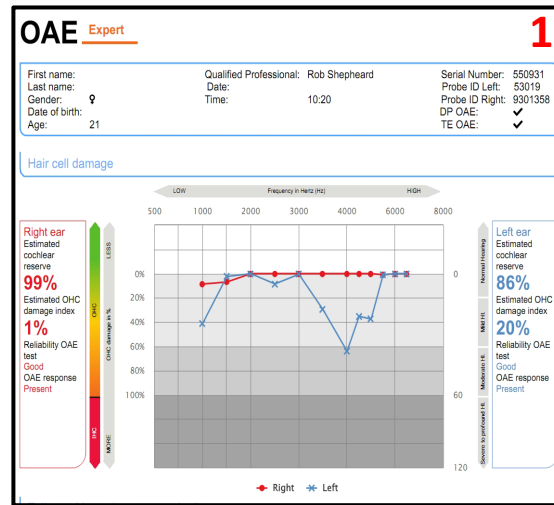 OAE Expert
1
First name:
Last name:
Gender: ♀
Date of birth:
Age: 21
Qualified Professional: Rob Shepheard
Date:
Time: 10:20
Serial Number: 550931
Probe ID Left: 53019
Probe ID Right: 9301358
DP OAE: ✔
TE OAE: ✔
Hair cell damage
LOW Frequency in Hertz (Hz) HIGH
500 1000 2000 3000 4000 6000 8000
Right ear
Estimated
cochlear
reserve
99%
Estimated OHC
damage index
1%
Reliability OAE
test
Good
OAE response
Present
OHC
IHC
LESS
OHC damage in %
MORE
0%
20%
40%
60%
80%
100%
0
60
120
Normal Hearing
Mild HL
Moderate HL
Severe to profound HL
Left ear
Estimated
cochlear
reserve
86%
Estimated OHC
damage index
20%
Reliability OAE
test
Good
OAE response
Present
Right Left